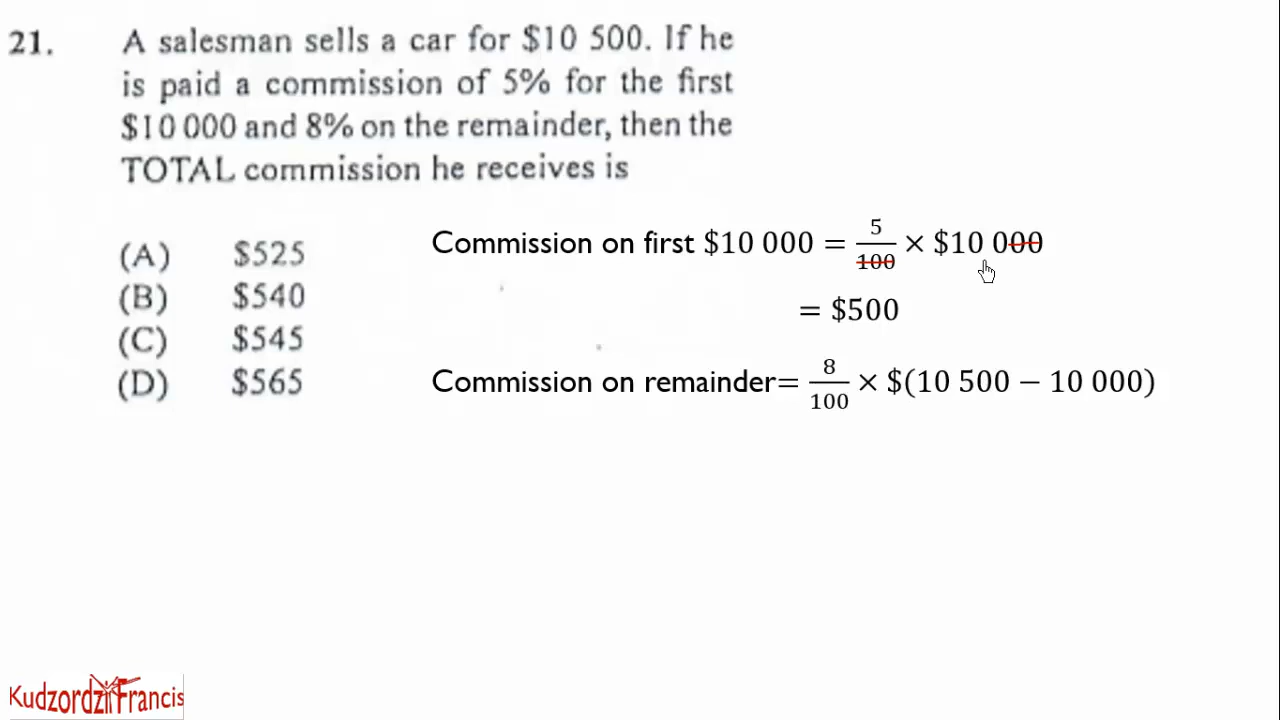 21. A salesman sells a car for $10 500. If he
is paid a commission of 5% for the first
$10 000 and 8% on the remainder, then the
TOTAL commission he receives is
(A) $525
(B) $540
(C) $545
(D) $565
Commission on first $10 000 = 5/100 × $10 000
= $500
Commission on remainder= 8/100 × $(10 500 − 10 000)
Kudzordzi Francis